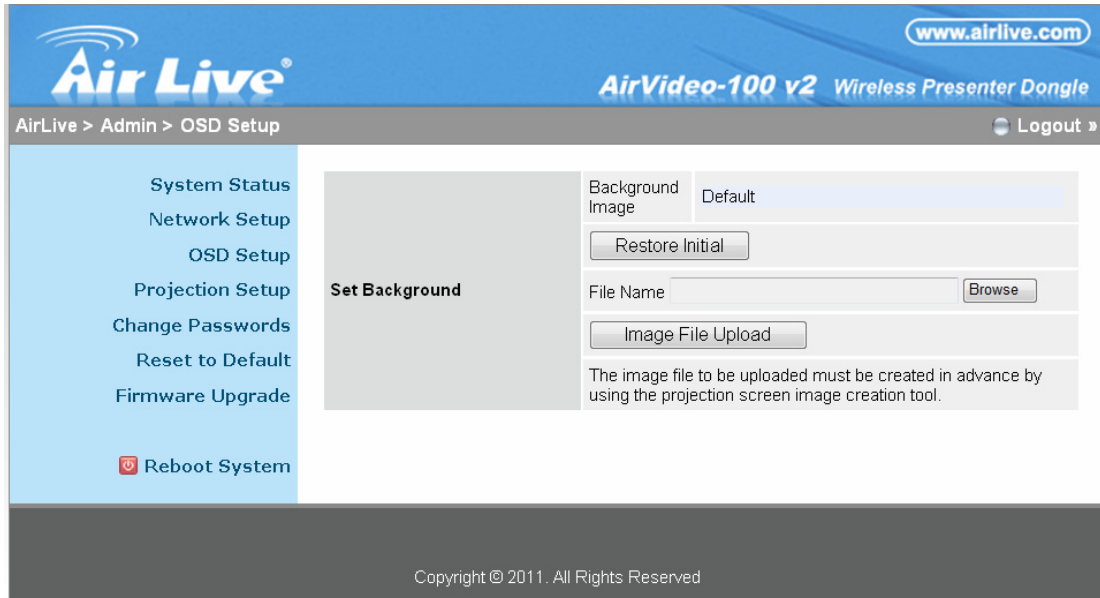 www.airlive.com
Air Live®
AirVideo-100 v2 Wireless Presenter Dongle
AirLive > Admin > OSD Setup
Logout »
System Status
Network Setup
OSD Setup
Projection Setup
Change Passwords
Reset to Default
Firmware Upgrade
Reboot System
Set Background
Background Image
Default
Restore Initial
File Name
Browse
Image File Upload
The image file to be uploaded must be created in advance by
using the projection screen image creation tool.
Copyright © 2011. All Rights Reserved